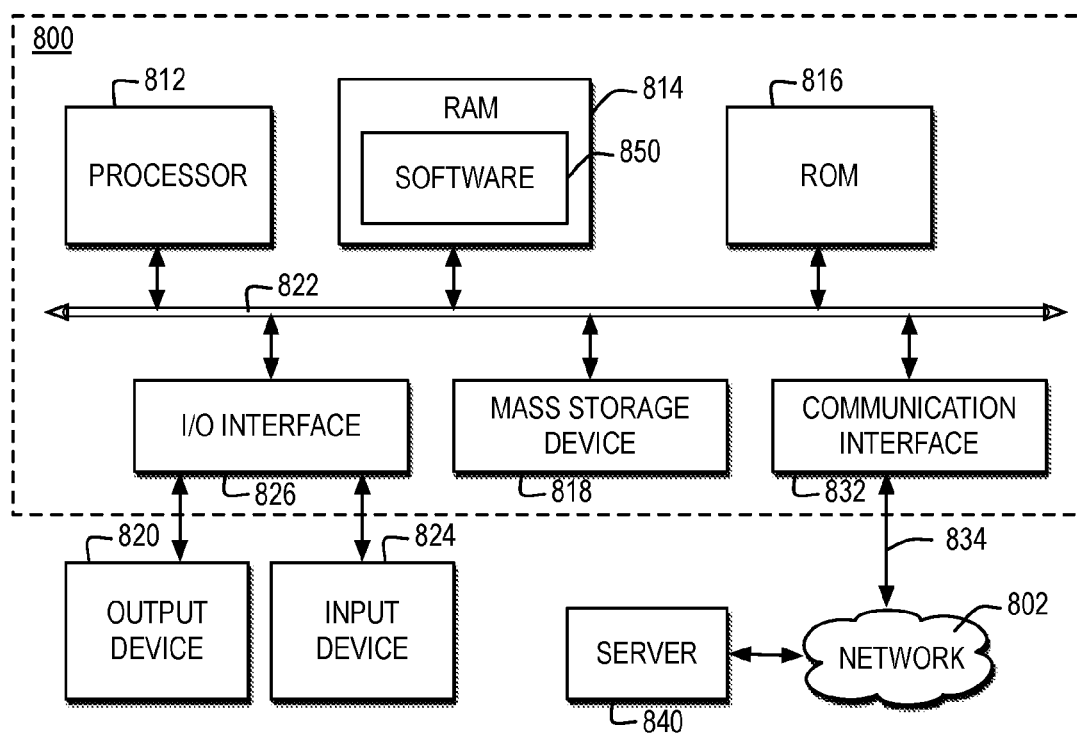 800
812
PROCESSOR
RAM
814
SOFTWARE
850
816
ROM
822
I/O INTERFACE
826
MASS STORAGE
DEVICE
818
COMMUNICATION
INTERFACE
832
820
OUTPUT
DEVICE
824
INPUT
DEVICE
834
SERVER
840
802
NETWORK